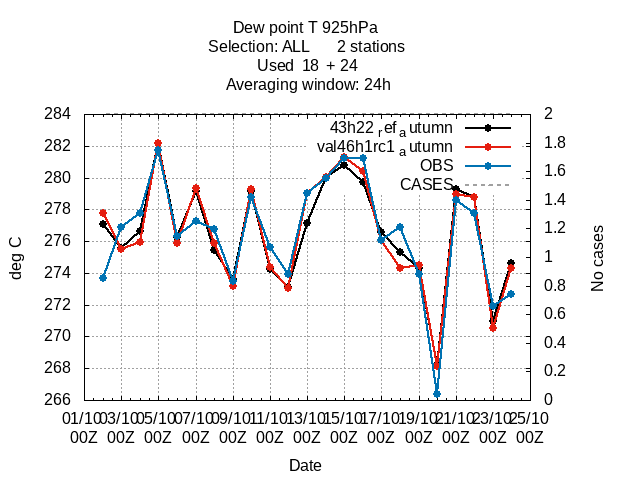 Dew point T 925hPa
Selection: ALL 2 stations
Used 18 + 24
Averaging window: 24h
284 2
282 1.8
280 1.6
278 1.4
276 1.2
274 1
272 0.8
270 0.6
268 0.4
266 0.2
0
deg C
No cases
43h22 ref autumn
val46h1rc1 autumn
OBS
CASES
01/10 03/10 05/10 07/10 09/10 11/10 13/10 15/10 17/10 19/10 21/10 23/10 25/10
00Z 00Z 00Z 00Z 00Z 00Z 00Z 00Z 00Z 00Z 00Z 00Z 00Z
Date